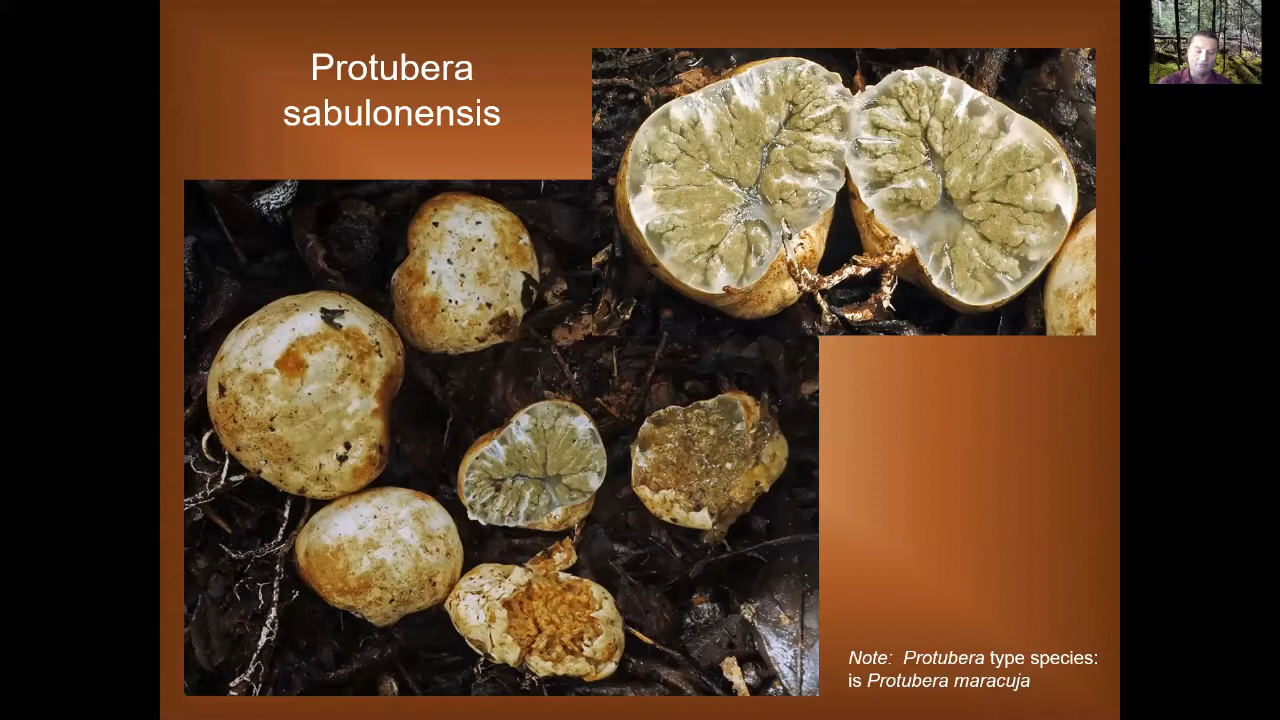 Protubera
sabulonensis
Note: Protubera type species:
is Protubera maracuja